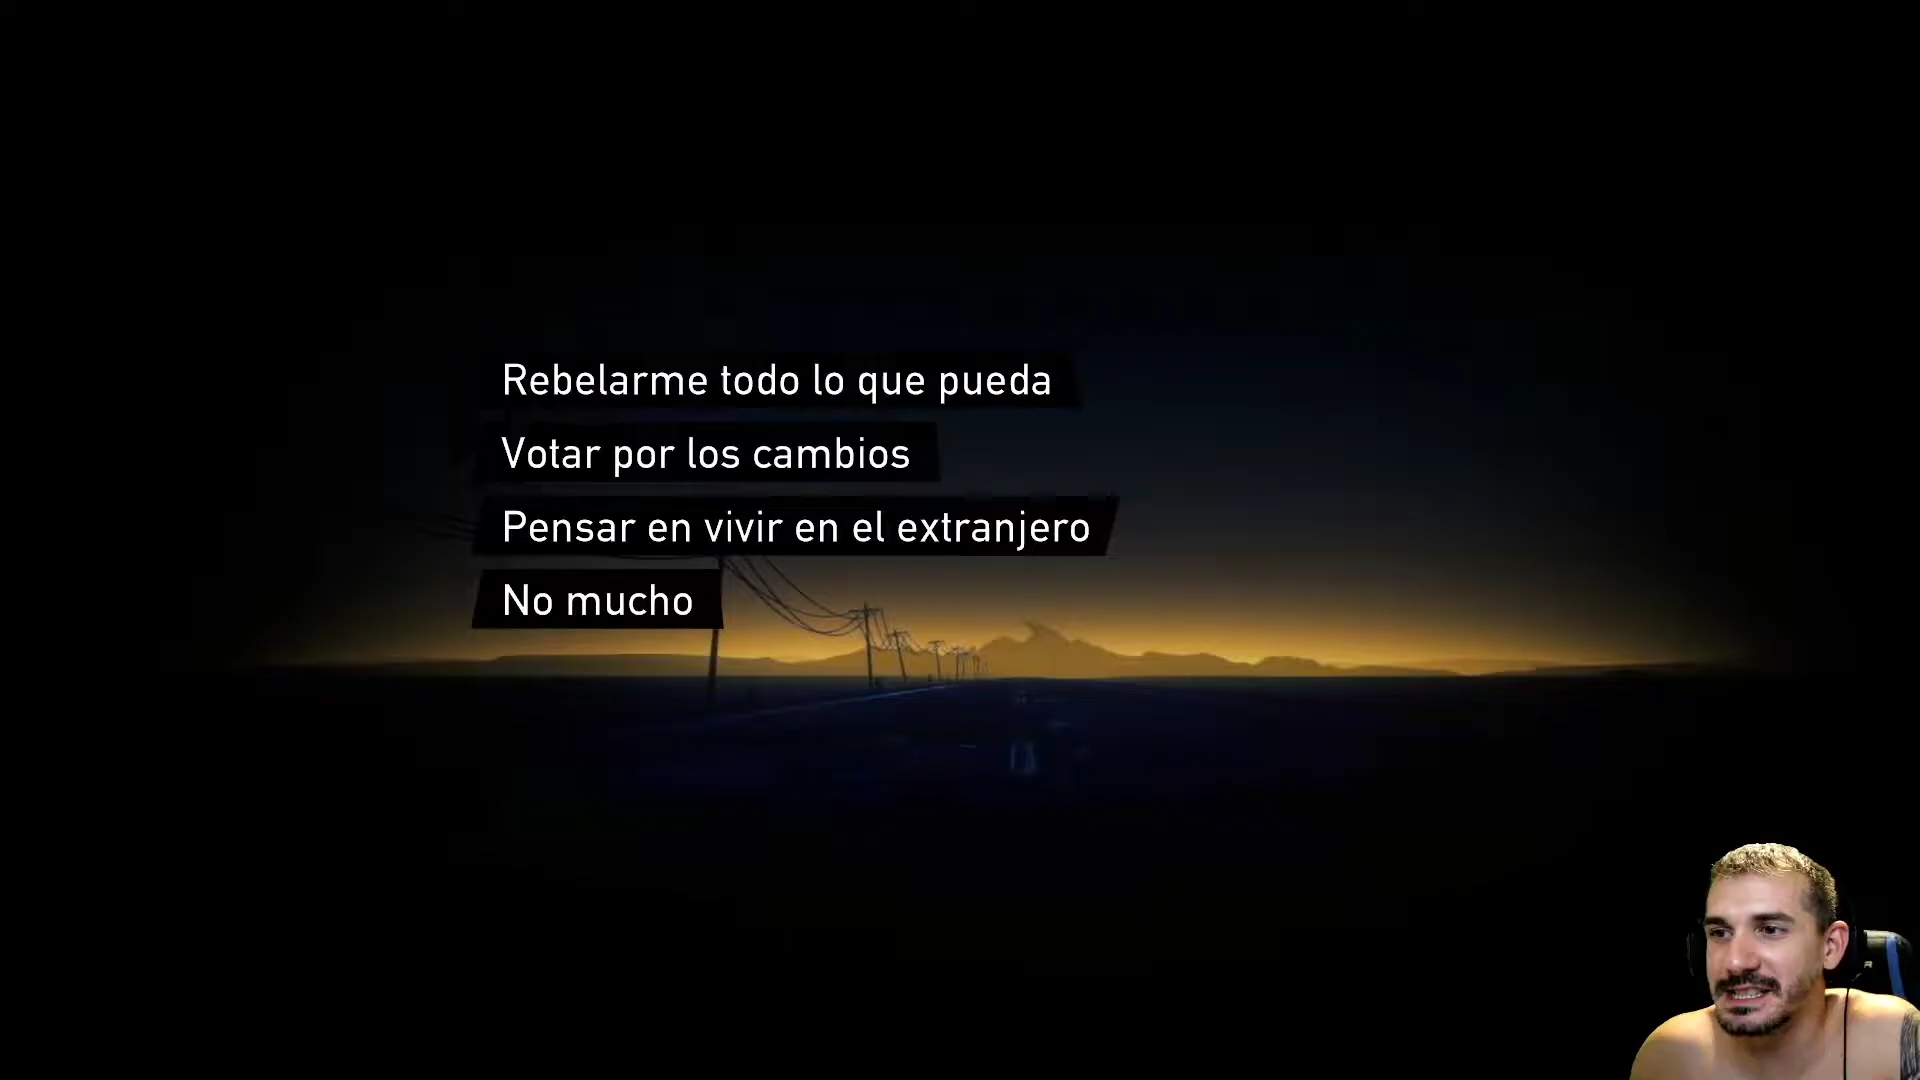 Rebelarme todo lo que pueda
Votar por los cambios
Pensar en vivir en el extranjero
No mucho